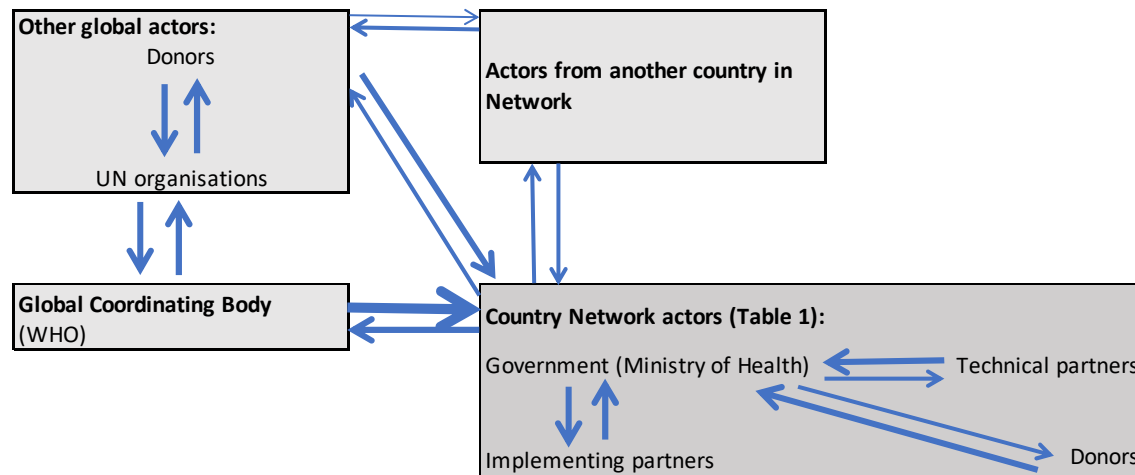 Other global actors:
Donors
UN organisations
Actors from another country in
Network
Global Coordinating Body
(WHO)
Country Network actors (Table 1):
Government (Ministry of Health)
Technical partners
Implementing partners
Donors